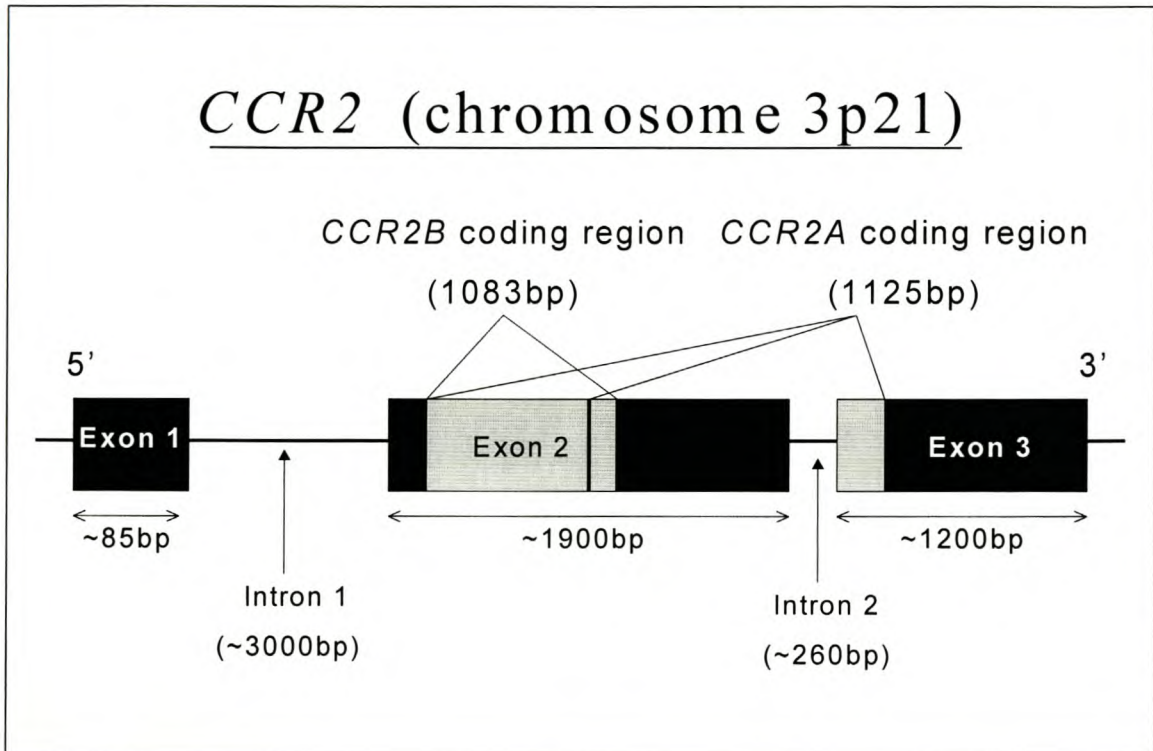 CCR2 (chromosome 3p21)
CCR2B coding region
(1083bp)
CCR2A coding region
(1125bp)
5’
3’
Exon 1
Exon 2
Exon 3
~85bp
~1900bp
~1200bp
Intron 1
(~3000bp)
Intron 2
(~260bp)